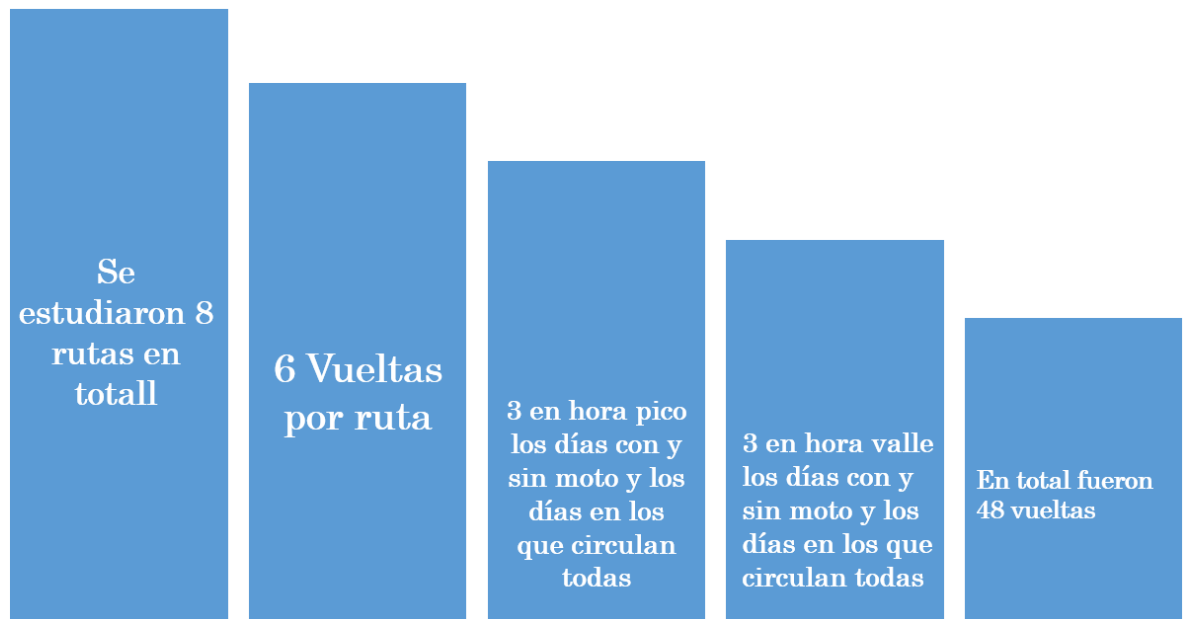 Se
estudiaron 8
rutas en
totall
6 Vueltas
por ruta
3 en hora pico
los días con y
sin moto y los
días en los
que circulan
todas
3 en hora valle
los días con y
sin moto y los
días en los que
circulan todas
En total fueron
48 vueltas